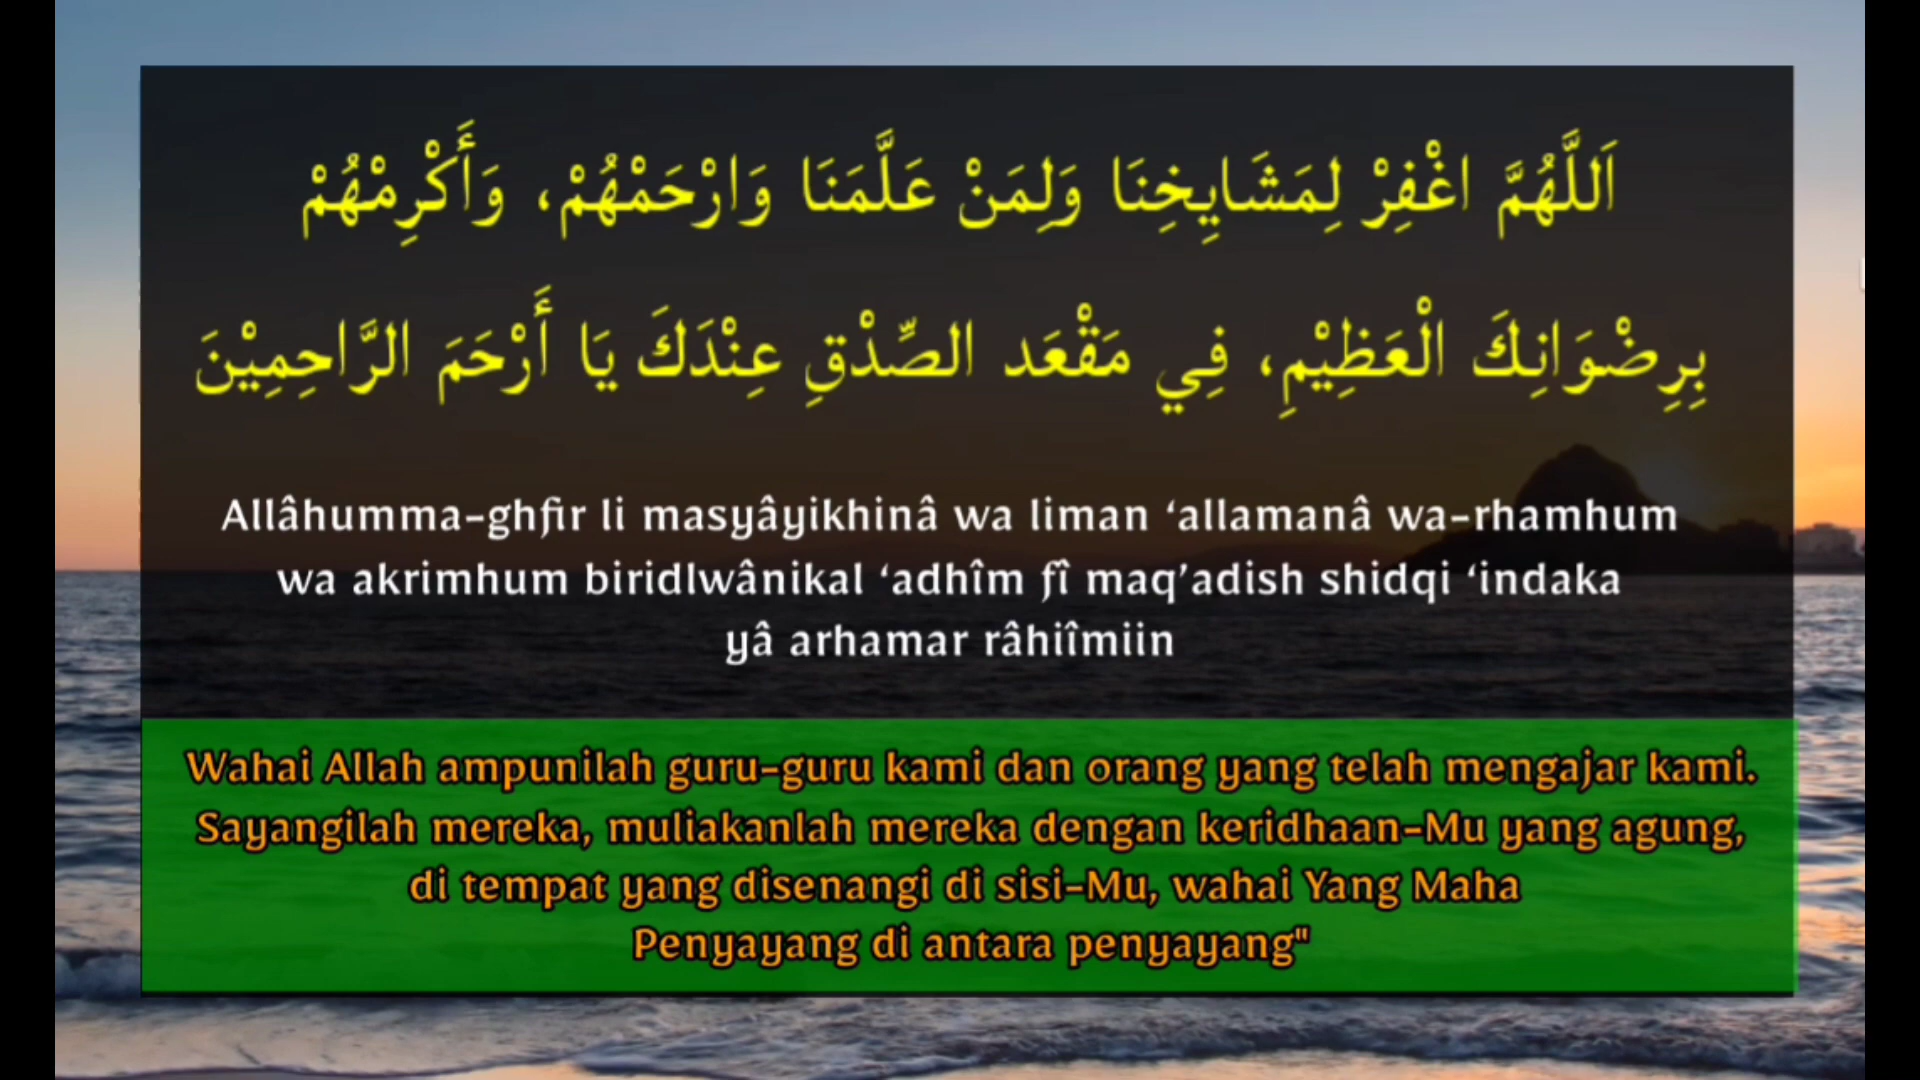 اَللَّهُمَّ اغْفِرْ لِمَشَايِخِنَا وَلِمَنْ عَلَّمَنَا وَارْحَمْهُمْ، وَأَكْرِمْهُمْ
بِرِضْوَانِكَ الْعَظِيْمِ، فِي مَقْعَد الصِّدْقِ عِنْدَكَ يَا أَرْحَمَ الرَّاحِمِيْنَ
Allâhumma-ghfir li masyâyikhinâ wa liman ‘allamanâ wa-rhamhum
wa akrimhum biridlwânikal ‘adhîm fî maq’adish shidqi ‘indaka
yâ arhamar râhiîmiin
Wahai Allah ampunilah guru-guru kami dan orang yang telah mengajar kami.
Sayangilah mereka, muliakanlah mereka dengan keridhaan-Mu yang agung,
di tempat yang disenangi di sisi-Mu, wahai Yang Maha
Penyayang di antara penyayang"